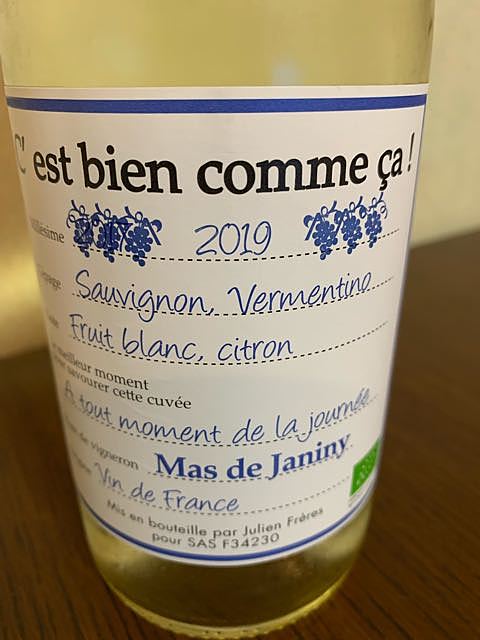 C' est bien comme ça !
Millésime 2019
Sauvignon, Vermentino
Fruit blanc, citron
meilleur moment
savourer cette cuvée
A tout moment de la journée
de vigneron Mas de Janiny
Vin de France
Mis en bouteille par Julien Frères
pour SAS F34230